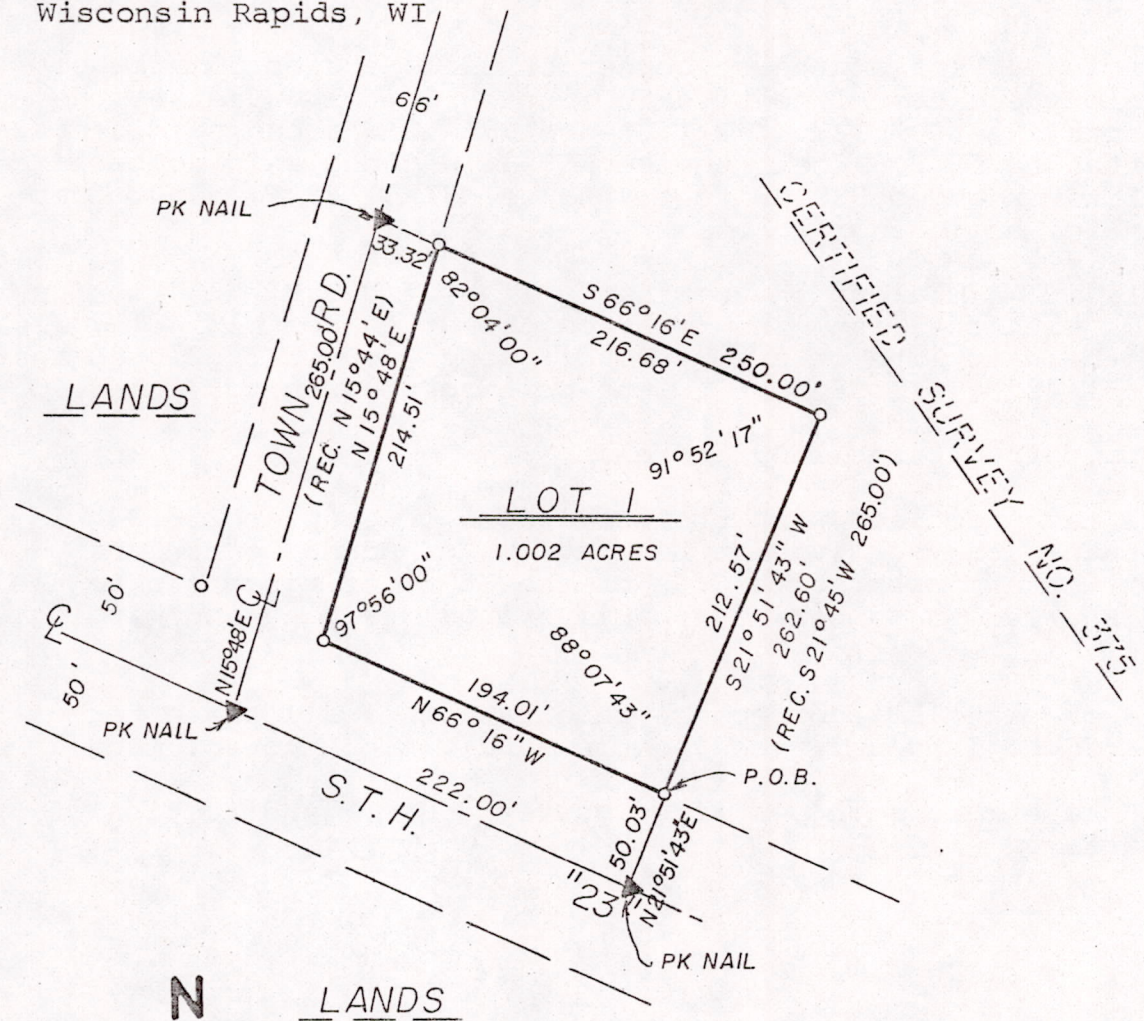 Wisconsin Rapids, WI
66'
PK NAIL
33.32'
82°04'00"
S66°16'E
216.68' 250.00'
CERTIFIED SURVEY NO. 375
LANDS
TOWN RD.
265.00'
(REC. N 15°44'E)
N 15°48'E
214.51'
91°52'17"
LOT 1
1.002 ACRES
212.57'
S21°51'43"W
262.60'
(REC. S21°45'W 265.00')
97°56'00"
88°07'43"
50'
℄
50'
N15°48'E ℄
PK NAIL
194.01'
N66°16"W
P.O.B.
222.00'
S.T.H. "23"
50.03'
N21°51'43"E
PK NAIL
N
LANDS